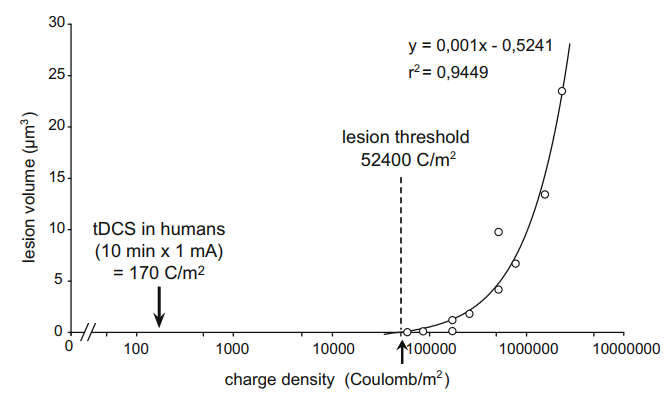 30
25
20
15
10
5
0
lesion volume (µm³)
y = 0,001x - 0,5241
r² = 0,9449
lesion threshold
52400 C/m²
tDCS in humans
(10 min x 1 mA)
= 170 C/m²
0 100 1000 10000 100000 1000000 10000000
charge density (Coulomb/m²)